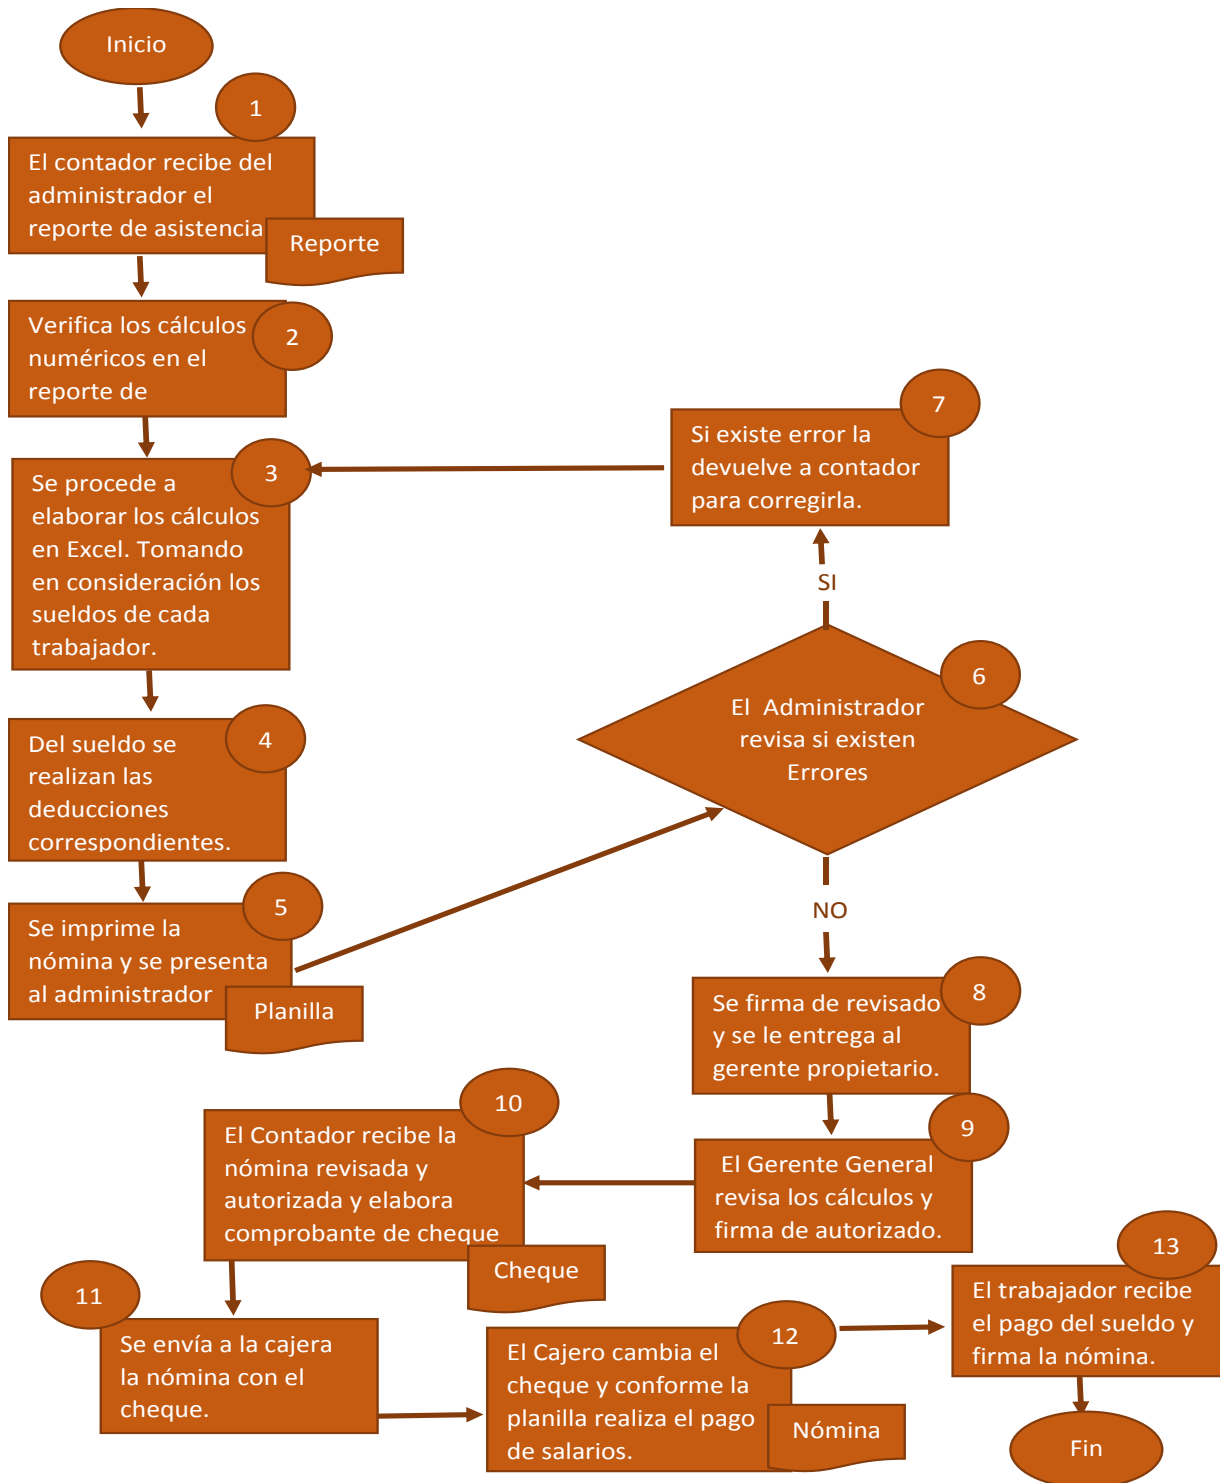 Inicio
1
El contador recibe del
administrador el
reporte de asistencia
Reporte
2
Verifica los cálculos
numéricos en el
reporte de
3
Se procede a
elaborar los cálculos
en Excel. Tomando
en consideración los
sueldos de cada
trabajador.
4
Del sueldo se
realizan las
deducciones
correspondientes.
5
Se imprime la
nómina y se presenta
al administrador
Planilla
6
El Administrador
revisa si existen
Errores
SI
7
Si existe error la
devuelve a contador
para corregirla.
NO
8
Se firma de revisado
y se le entrega al
gerente propietario.
9
El Gerente General
revisa los cálculos y
firma de autorizado.
10
El Contador recibe la
nómina revisada y
autorizada y elabora
comprobante de cheque
Cheque
11
Se envía a la cajera
la nómina con el
cheque.
12
El Cajero cambia el
cheque y conforme la
planilla realiza el pago
de salarios.
Nómina
13
El trabajador recibe
el pago del sueldo y
firma la nómina.
Fin